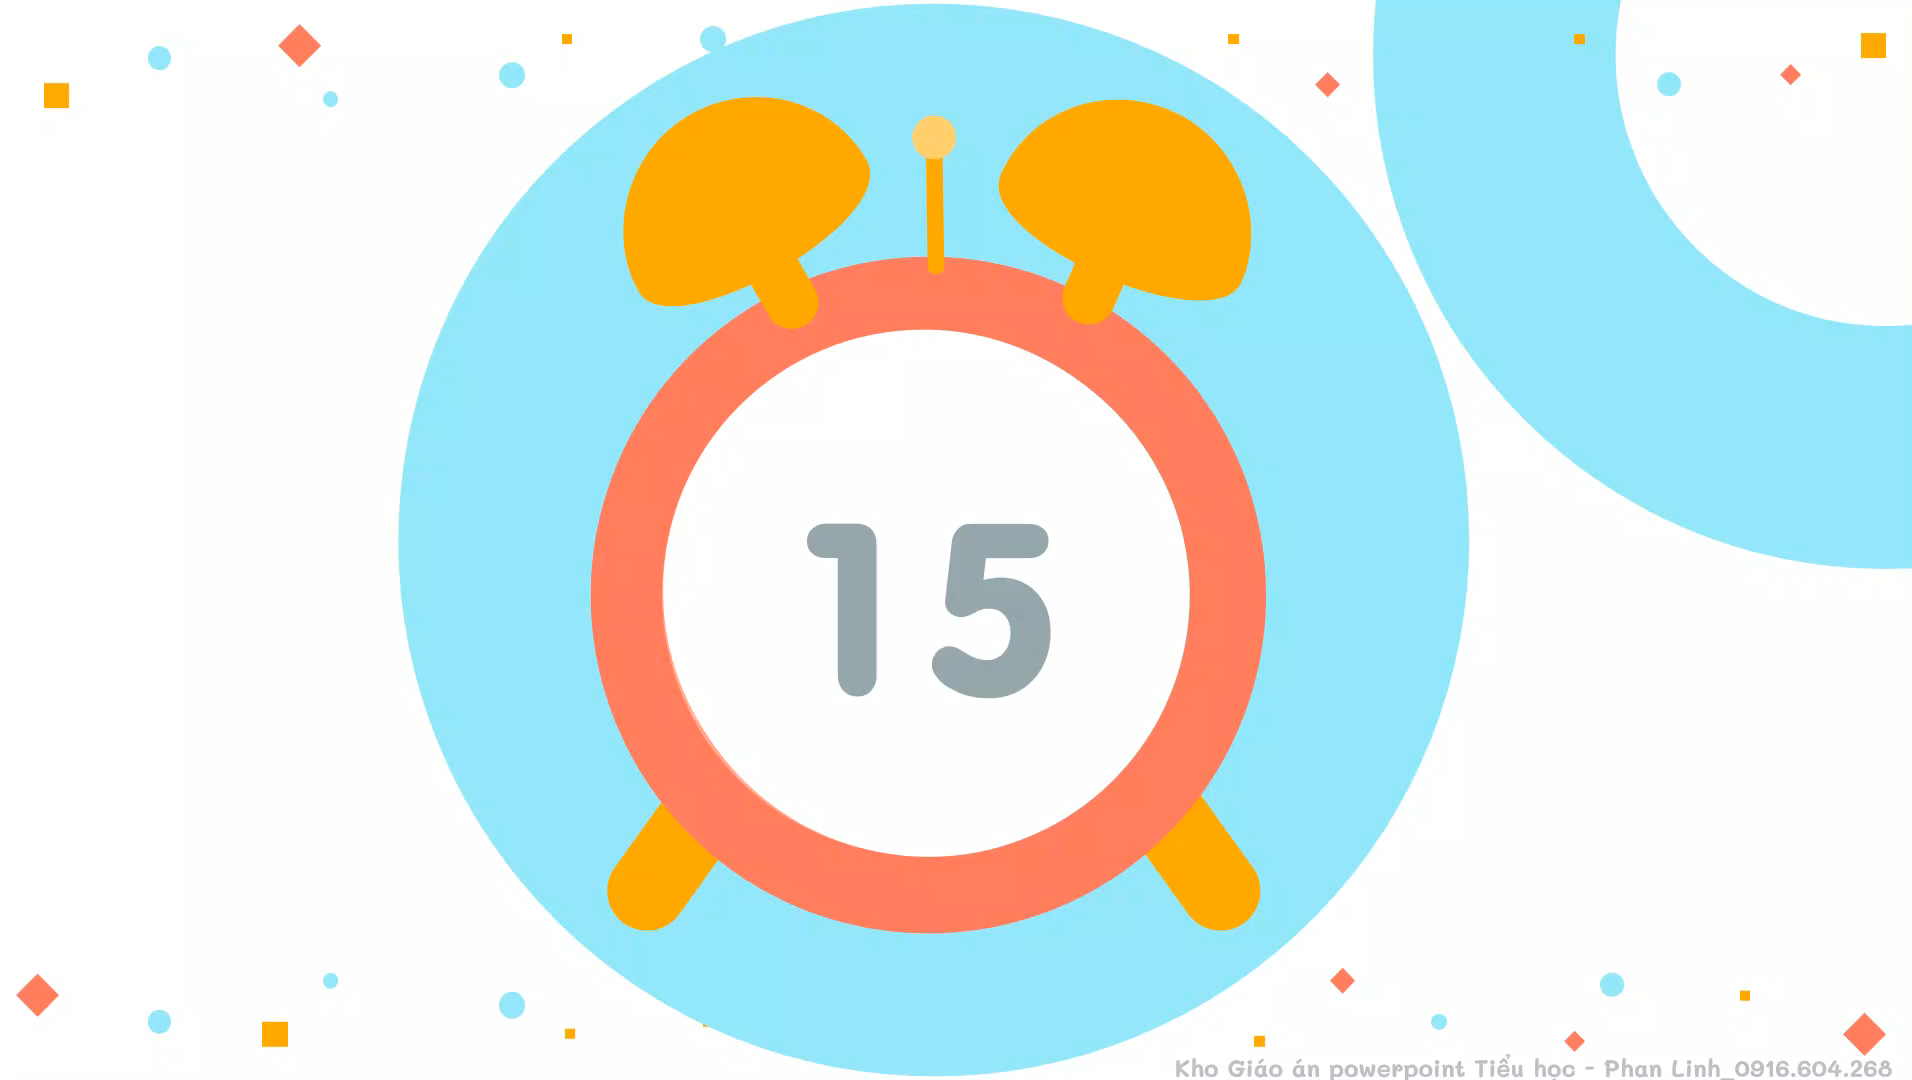 15
Kho Giáo án powerpoint Tiểu học - Phan Linh_0916.604.268